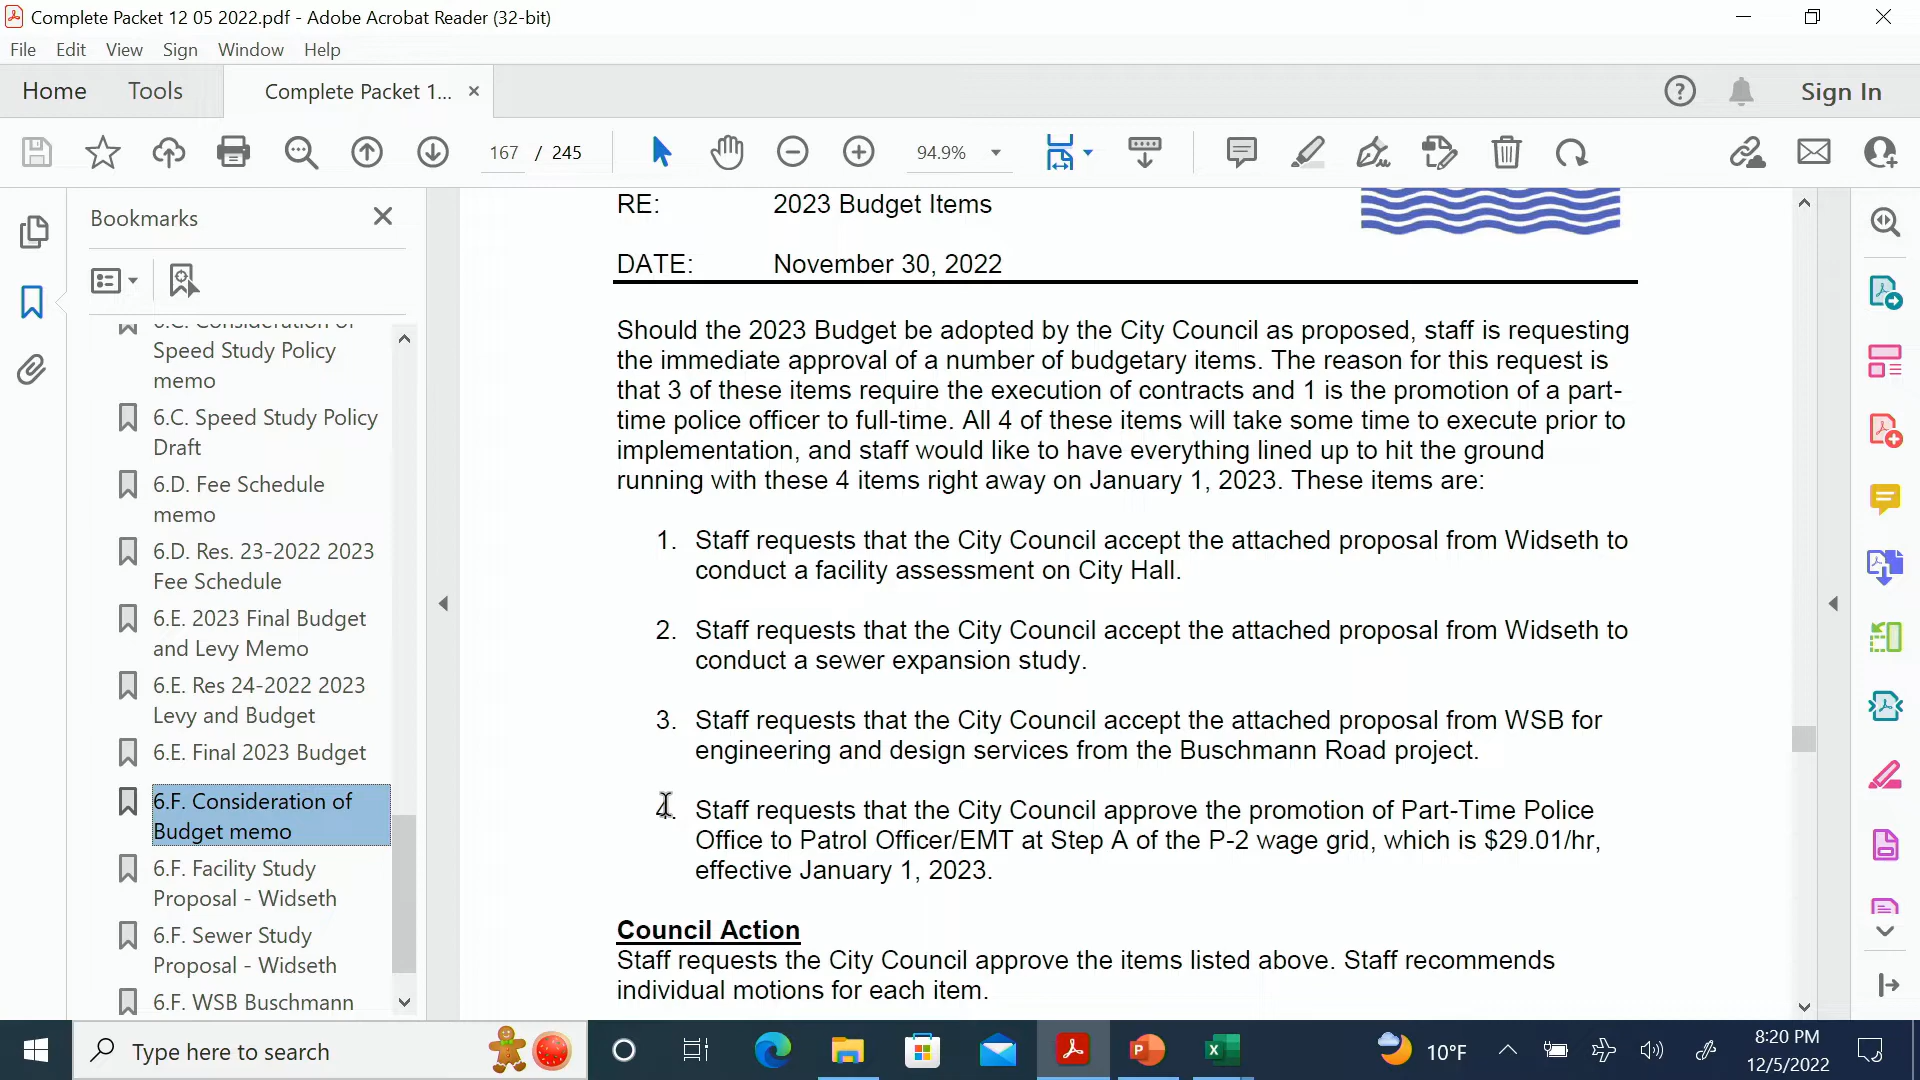 Complete Packet 12 05 2022.pdf - Adobe Acrobat Reader (32-bit)
File Edit View Sign Window Help
Home Tools Complete Packet 1... × Sign In
167 / 245 94.9%
Bookmarks
6.C. Consideration of
Speed Study Policy
memo
6.C. Speed Study Policy
Draft
6.D. Fee Schedule
memo
6.D. Res. 23-2022 2023
Fee Schedule
6.E. 2023 Final Budget
and Levy Memo
6.E. Res 24-2022 2023
Levy and Budget
6.E. Final 2023 Budget
6.F. Consideration of
Budget memo
6.F. Facility Study
Proposal - Widseth
6.F. Sewer Study
Proposal - Widseth
6.F. WSB Buschmann
RE: 2023 Budget Items
DATE: November 30, 2022
Should the 2023 Budget be adopted by the City Council as proposed, staff is requesting
the immediate approval of a number of budgetary items. The reason for this request is
that 3 of these items require the execution of contracts and 1 is the promotion of a part-
time police officer to full-time. All 4 of these items will take some time to execute prior to
implementation, and staff would like to have everything lined up to hit the ground
running with these 4 items right away on January 1, 2023. These items are:
1. Staff requests that the City Council accept the attached proposal from Widseth to
conduct a facility assessment on City Hall.
2. Staff requests that the City Council accept the attached proposal from Widseth to
conduct a sewer expansion study.
3. Staff requests that the City Council accept the attached proposal from WSB for
engineering and design services from the Buschmann Road project.
4. Staff requests that the City Council approve the promotion of Part-Time Police
Office to Patrol Officer/EMT at Step A of the P-2 wage grid, which is $29.01/hr,
effective January 1, 2023.
Council Action
Staff requests the City Council approve the items listed above. Staff recommends
individual motions for each item.
Type here to search
10°F
8:20 PM
12/5/2022